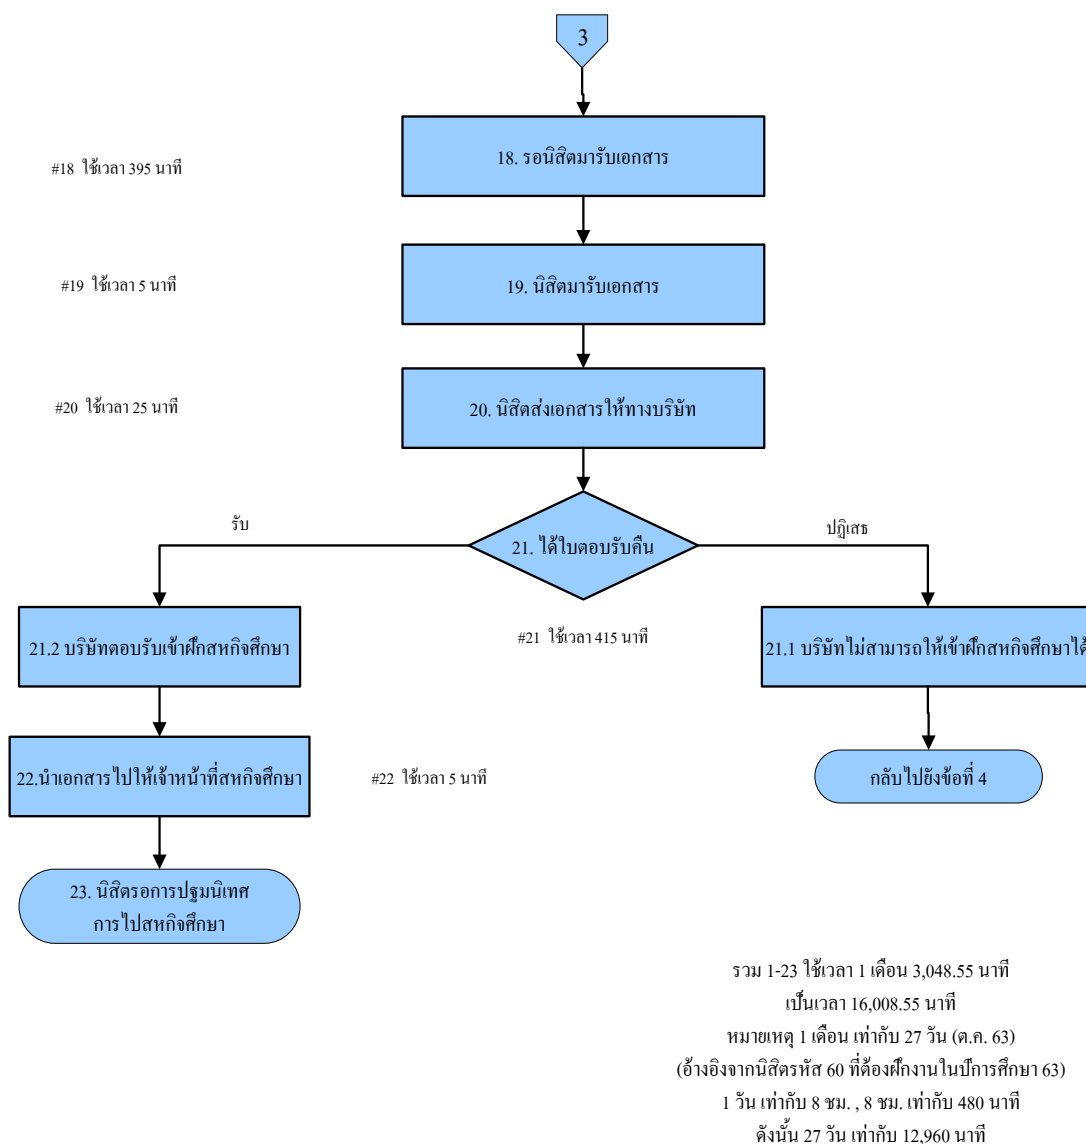 3
18. รอนิสิตมารับเอกสาร
#18 ใช้เวลา 395 นาที
19. นิสิตมารับเอกสาร
#19 ใช้เวลา 5 นาที
20. นิสิตส่งเอกสารให้ทางบริษัท
#20 ใช้เวลา 25 นาที
รับ
ปฏิเสธ
21. ได้ใบตอบรับคืน
#21 ใช้เวลา 415 นาที
21.2 บริษัทตอบรับเข้าฝึกสหกิจศึกษา
21.1 บริษัทไม่สามารถให้เข้าฝึกสหกิจศึกษาได้
22.นำเอกสารไปให้เจ้าหน้าที่สหกิจศึกษา
#22 ใช้เวลา 5 นาที
กลับไปยังข้อที่ 4
23. นิสิตรอการปฐมนิเทศ
การไปสหกิจศึกษา
รวม 1-23 ใช้เวลา 1 เดือน 3,048.55 นาที
เป็นเวลา 16,008.55 นาที
หมายเหตุ 1 เดือน เท่ากับ 27 วัน (ต.ค. 63)
(อ้างอิงจากนิสิตรหัส 60 ที่ต้องฝึกงานในปีการศึกษา 63)
1 วัน เท่ากับ 8 ชม. , 8 ชม. เท่ากับ 480 นาที
ดังนั้น 27 วัน เท่ากับ 12,960 นาที